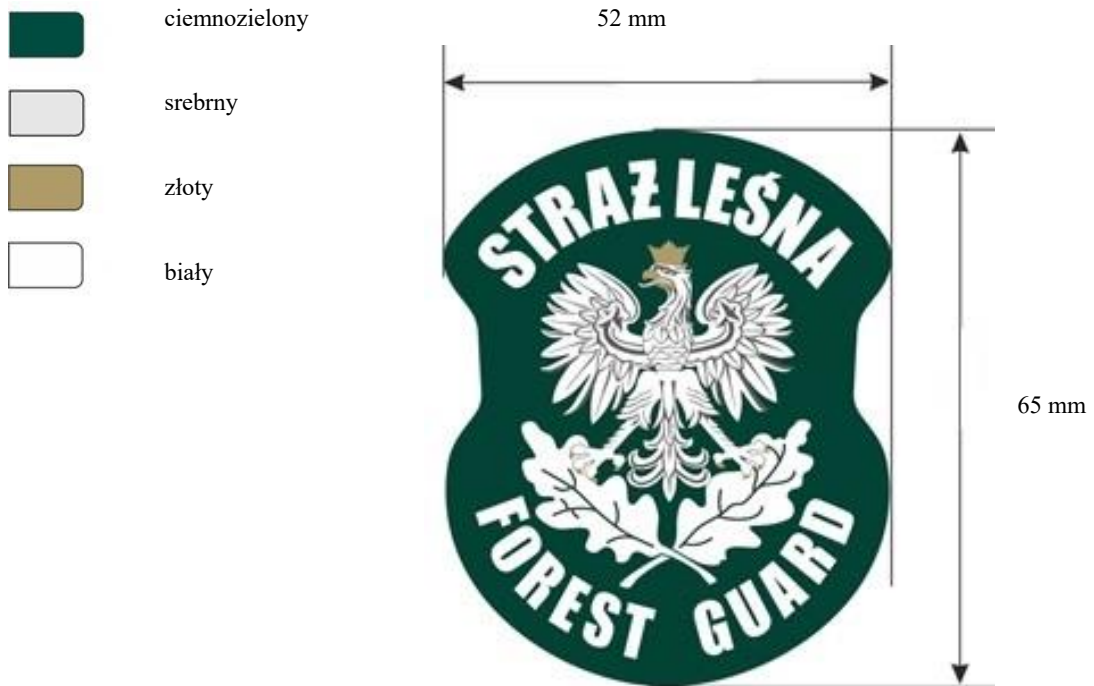 ciemnozielony
52 mm
srebrny
złoty
biały
STRAŻ LEŚNA
65 mm
FOREST GUARD